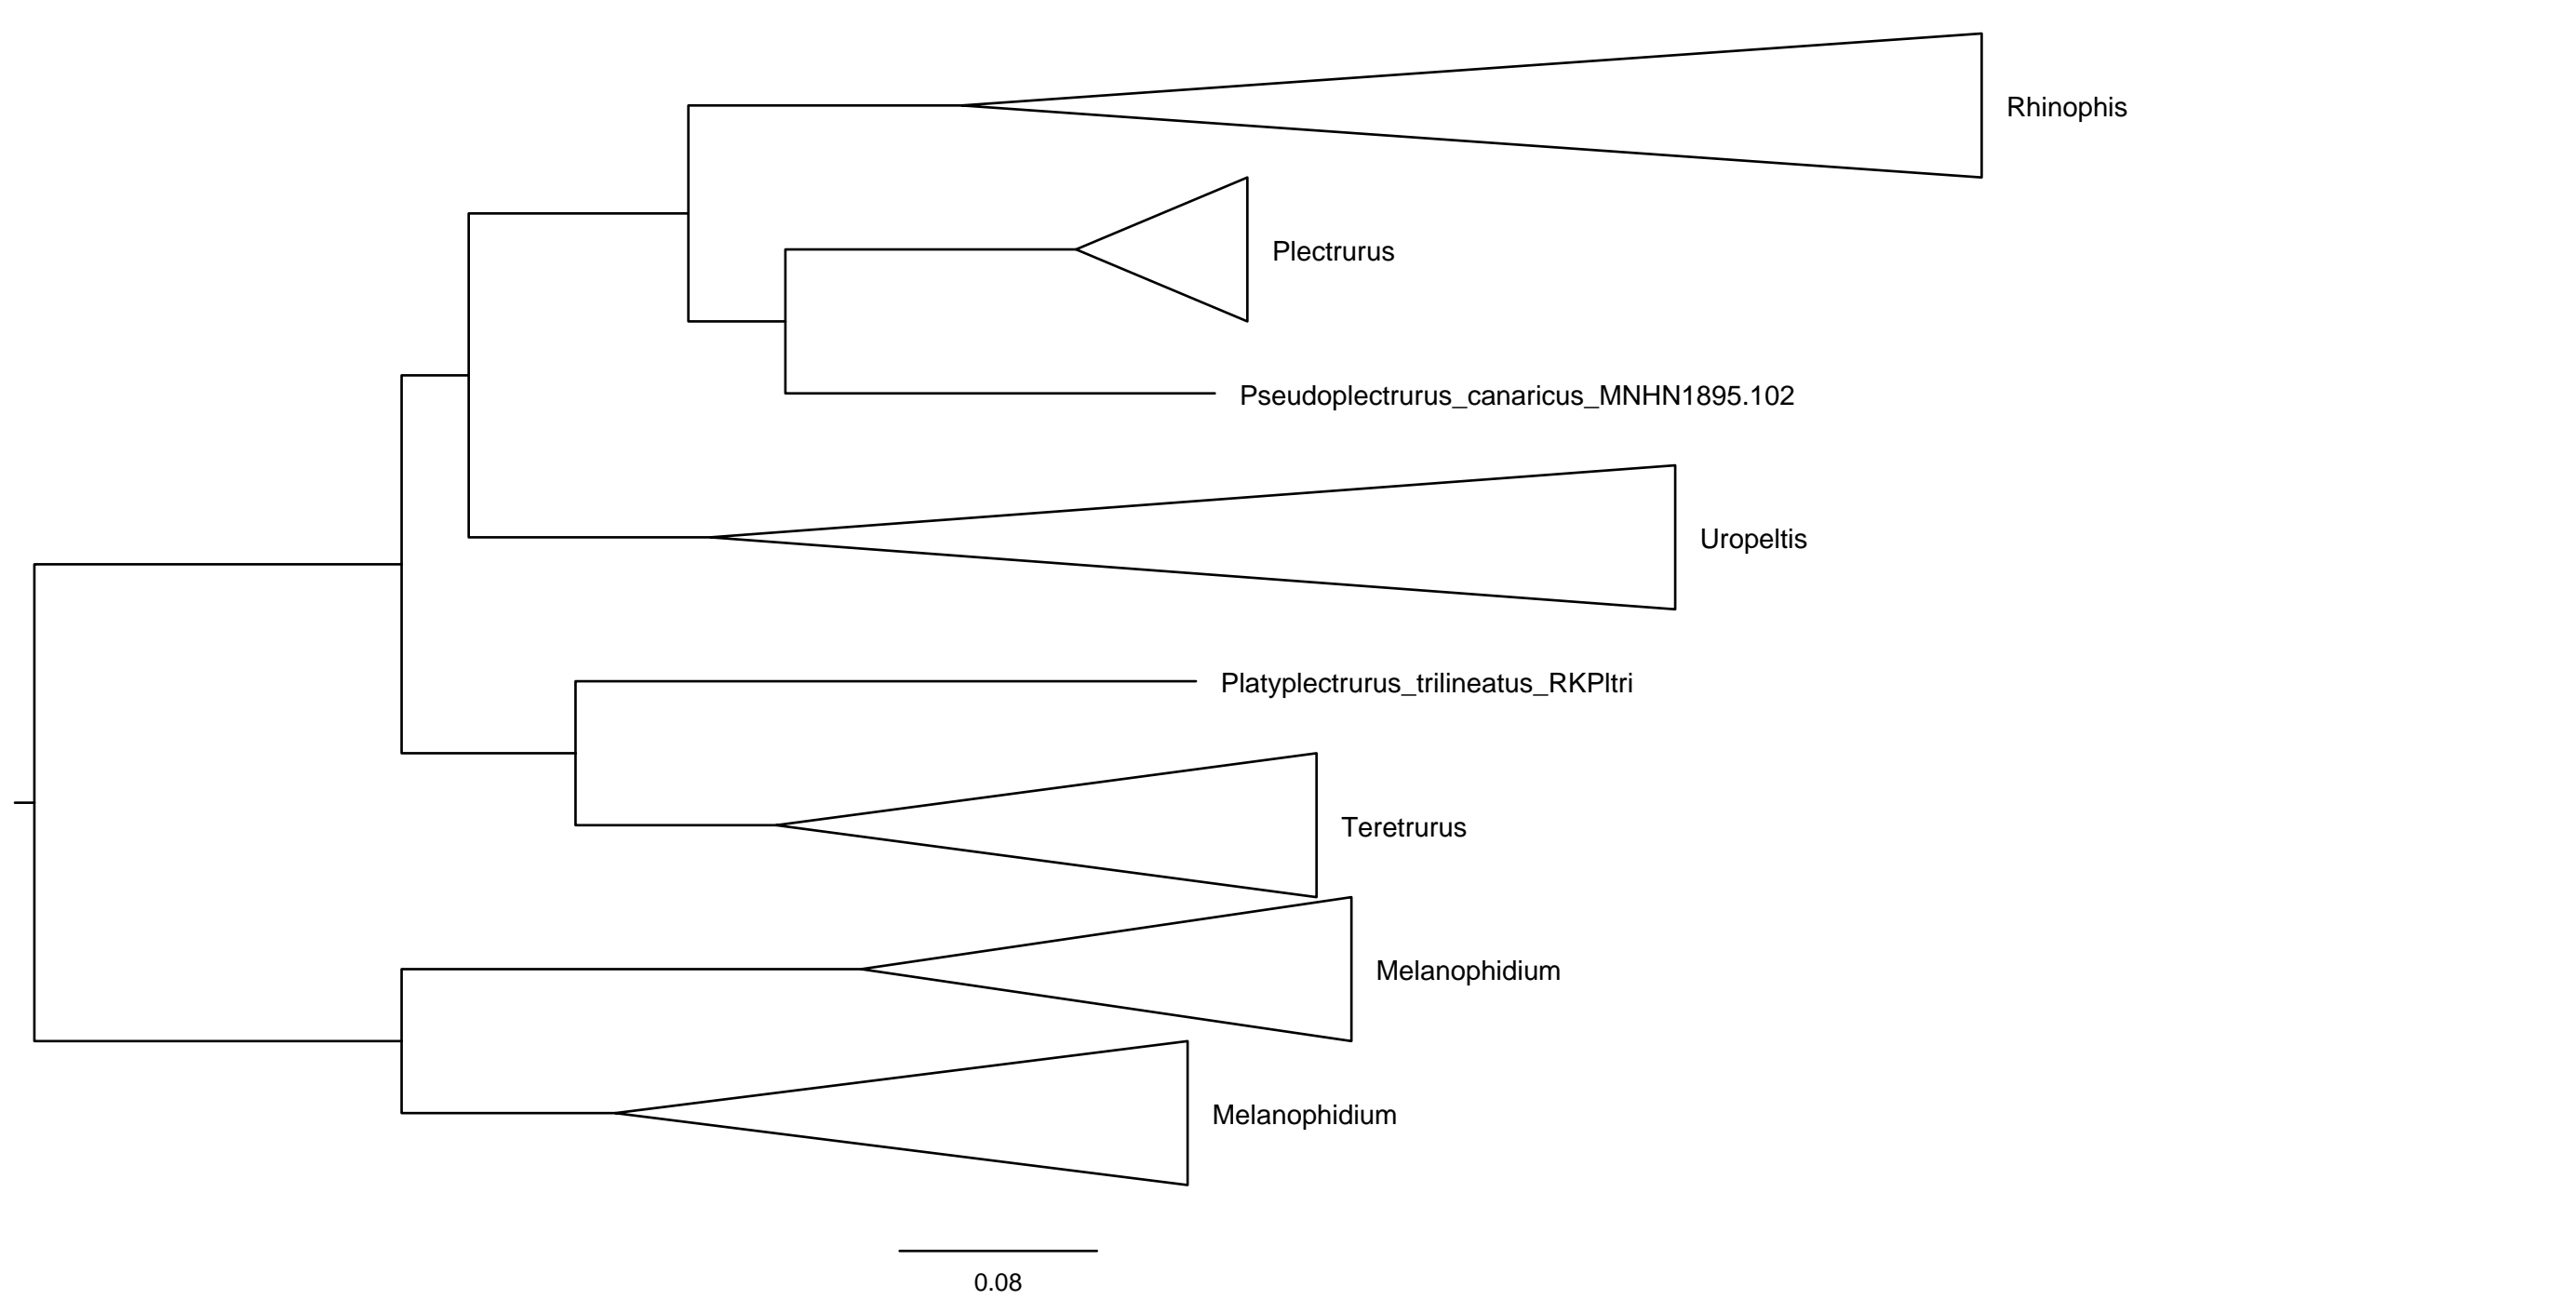 Rhinophis
Plectrurus
Pseudoplectrurus_canaricus_MNHN1895.102
Uropeltis
Platyplectrurus_trilineatus_RKPltri
Teretrurus
Melanophidium
Melanophidium
0.08